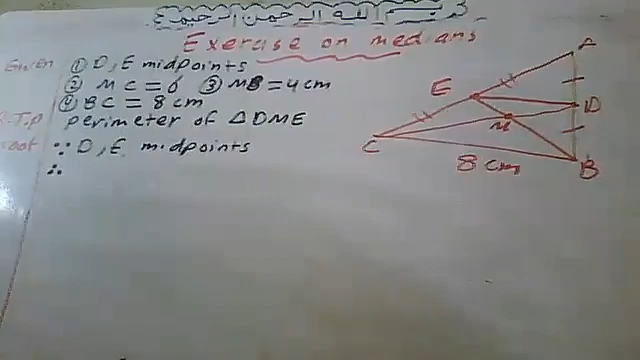 بسم الله الرحمن الرحيم
Exercise on medians
Given ① D, E midpoints
② MC = 6 ③ MB = 4 cm
④ BC = 8 cm
R.T.P perimeter of △DME
∵ D, E midpoints
∴
A
E
D
M
C
B
8 cm